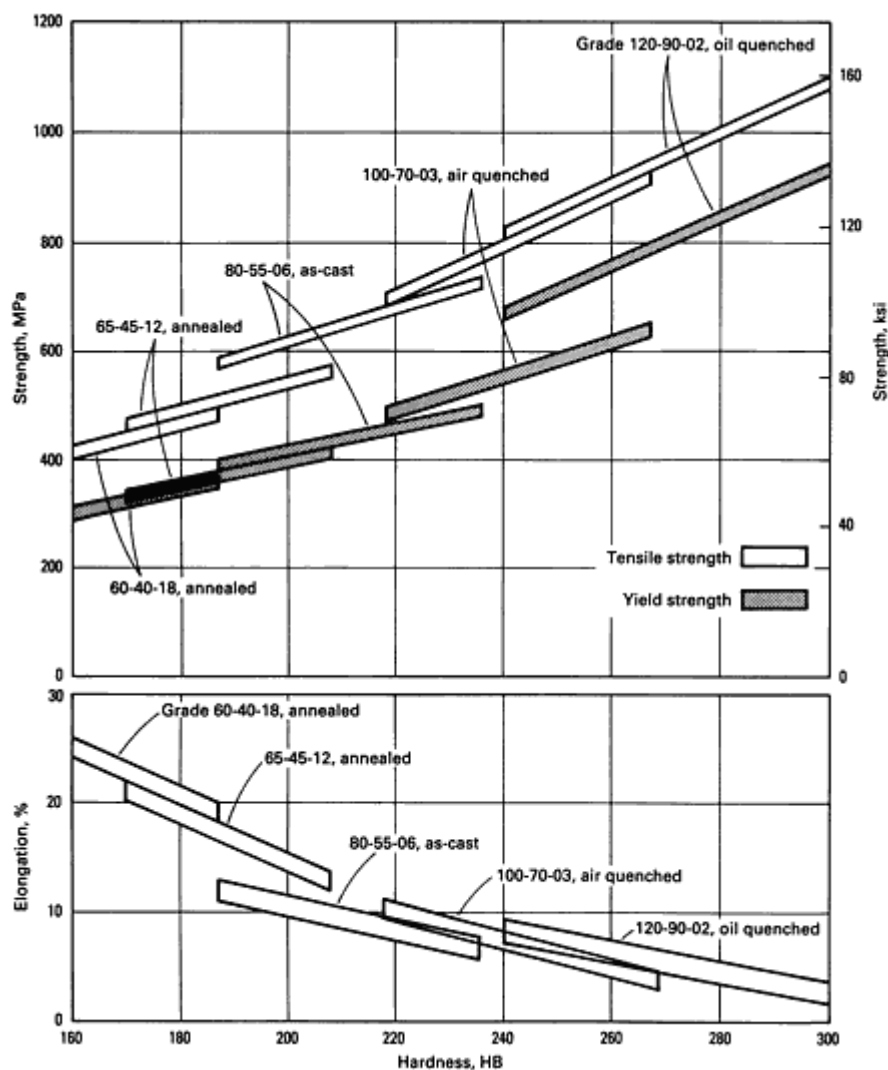 1200
1000
800
600
400
200
0
Strength, MPa
160
120
80
40
0
Strength, ksi
Grade 120-90-02, oil quenched
100-70-03, air quenched
80-55-06, as-cast
65-45-12, annealed
60-40-18, annealed
Tensile strength
Yield strength
30
20
10
0
Elongation, %
Grade 60-40-18, annealed
65-45-12, annealed
80-55-06, as-cast
100-70-03, air quenched
120-90-02, oil quenched
160 180 200 220 240 260 280 300
Hardness, HB